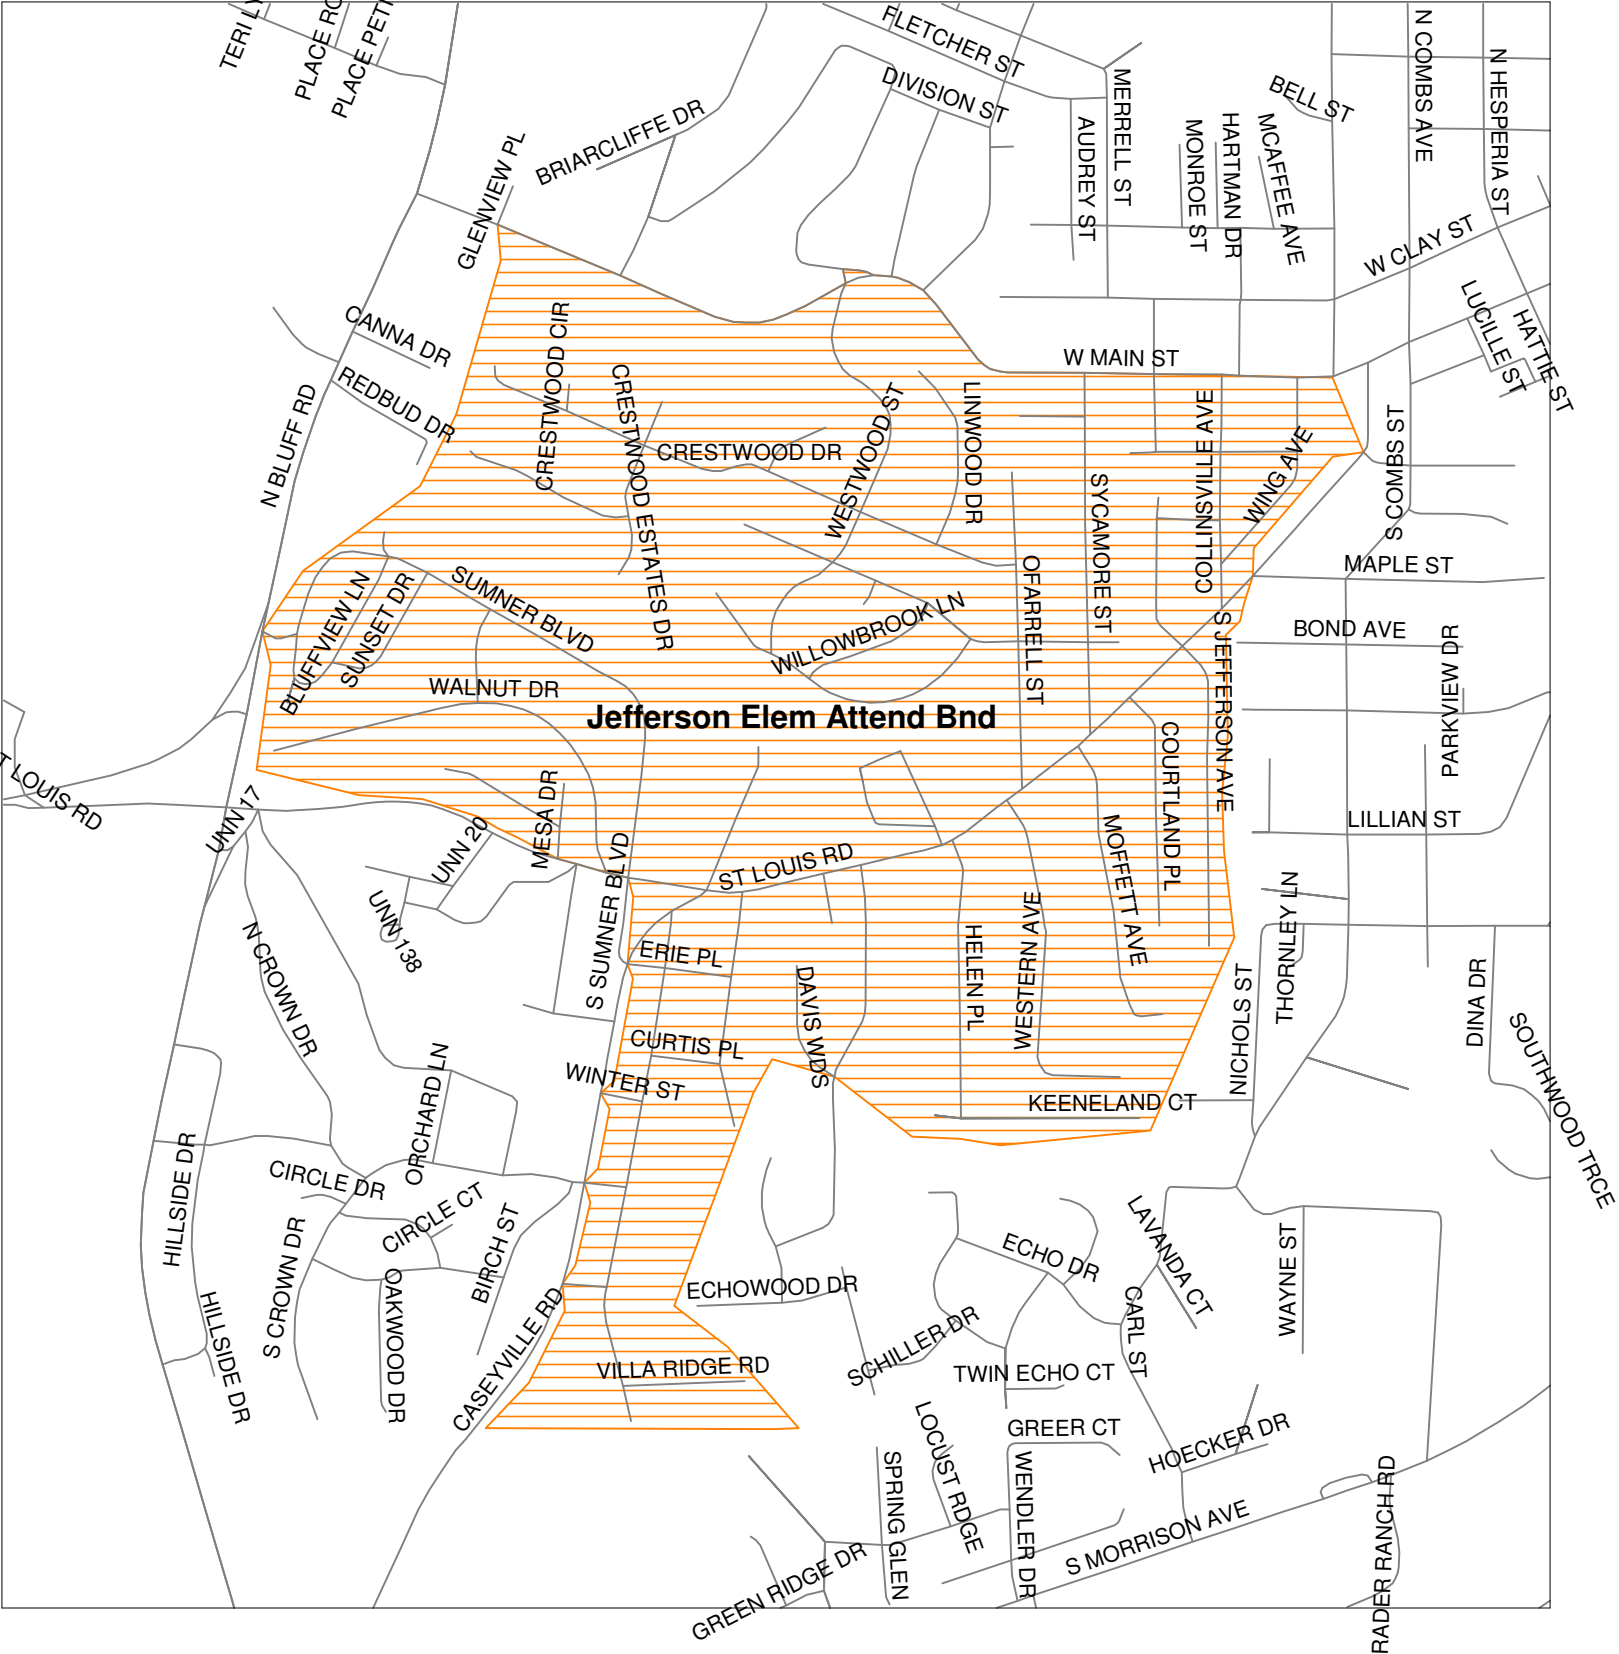 TERI LY
PLACE RO
PLACE PETI
FLETCHER ST
DIVISION ST
N COMBS AVE
N HESPERIA ST
BELL ST
MERRELL ST
AUDREY ST
MONROE ST
HARTMAN DR
MCAFFEE AVE
BRIARCLIFFE DR
GLENVIEW PL
W CLAY ST
LUCILLE ST
HATTIE ST
CANNA DR
REDBUD DR
N BLUFF RD
CRESTWOOD CIR
CRESTWOOD ESTATES DR
CRESTWOOD DR
WESTWOOD ST
LINWOOD DR
W MAIN ST
COLLINSVILLE AVE
WING AVE
S COMBS ST
SYCAMORE ST
OFARRELL ST
MAPLE ST
BOND AVE
PARKVIEW DR
BLUFFVIEW LN
SUNSET DR
SUMNER BLVD
WILLOWBROOK LN
WALNUT DR
S JEFFERSON AVE
Jefferson Elem Attend Bnd
COURTLAND PL
LILLIAN ST
T LOUIS RD
UNN 17
UNN 20
MESA DR
UNN 138
S SUMNER BLVD
ST LOUIS RD
MOFFETT AVE
WESTERN AVE
HELEN PL
THORNLEY LN
NICHOLS ST
DINA DR
SOUTHWOOD TRCE
N CROWN DR
ERIE PL
DAVIS WDS
CURTIS PL
WINTER ST
KEENELAND CT
ORCHARD LN
HILLSIDE DR
CIRCLE DR
CIRCLE CT
BIRCH ST
S CROWN DR
OAKWOOD DR
HILLSIDE DR
CASEYVILLE RD
ECHOWOOD DR
ECHO DR
LAVANDA CT
CARL ST
WAYNE ST
SCHILLER DR
VILLA RIDGE RD
TWIN ECHO CT
GREER CT
HOECKER DR
LOCUST RDGE
SPRING GLEN
WENDLER DR
S MORRISON AVE
RADER RANCH RD
GREEN RIDGE DR